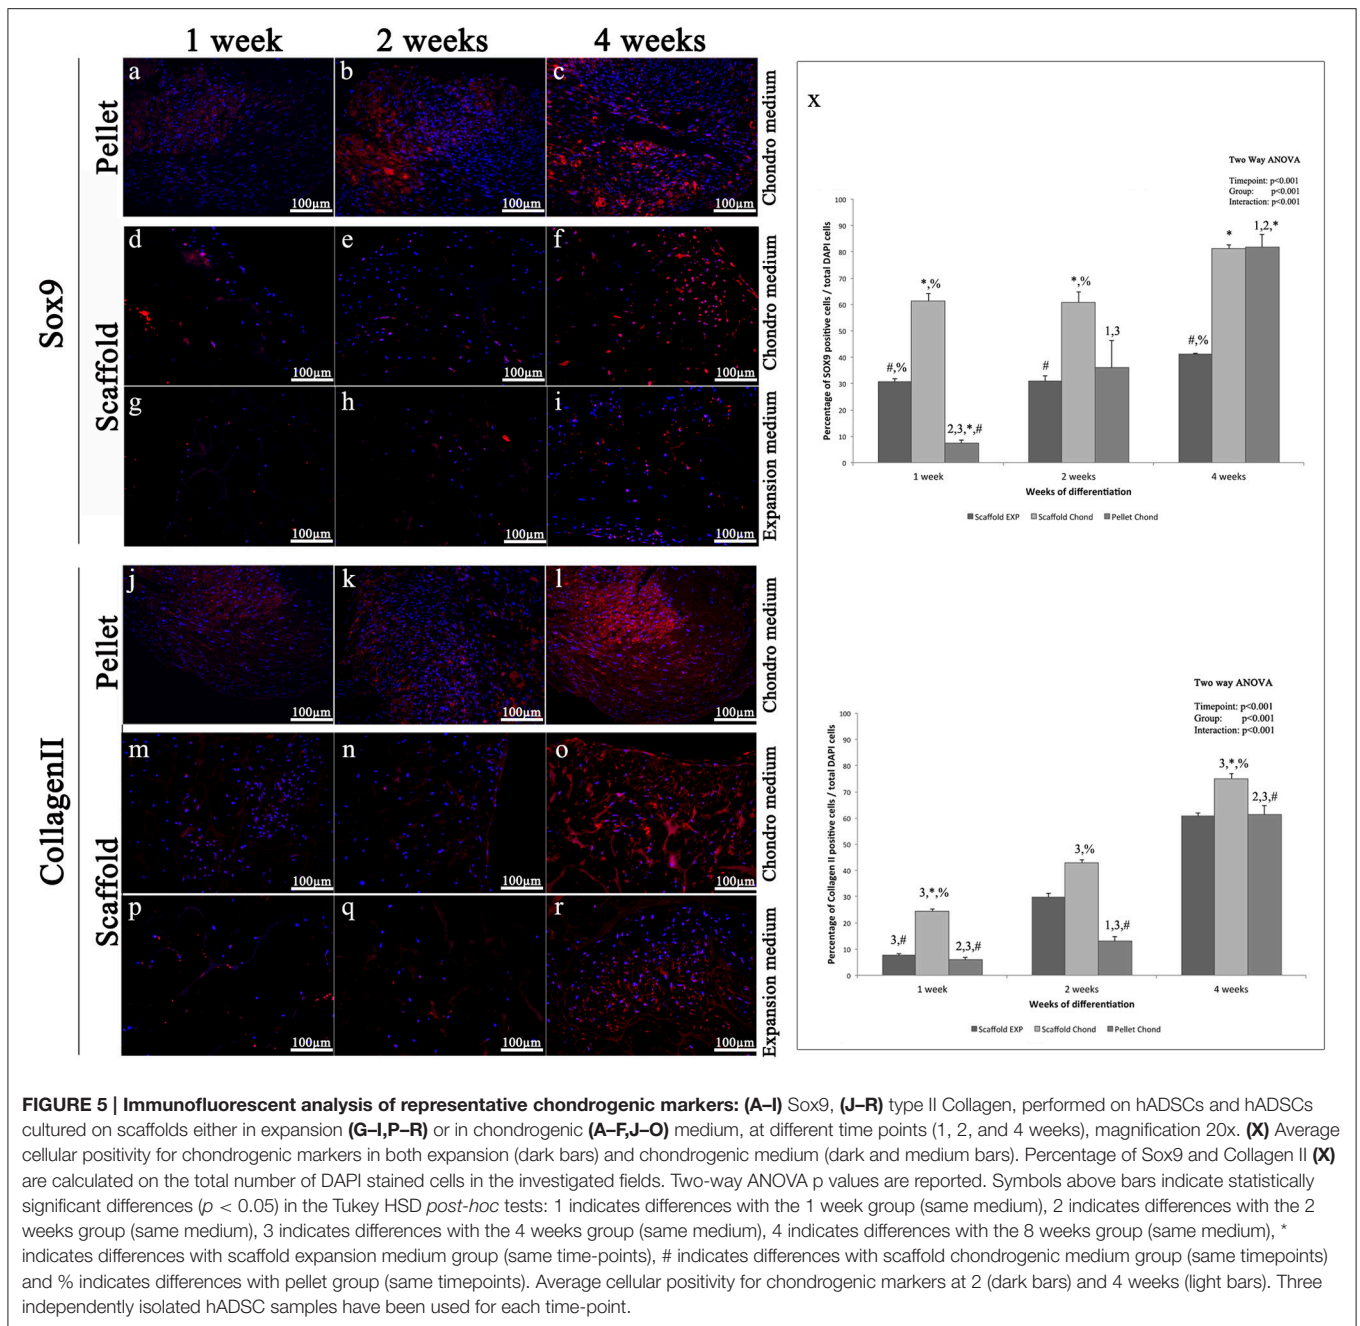 1 week 2 weeks 4 weeks
Sox9
Pellet
a b c
100µm 100µm 100µm
Chondro medium
Scaffold
d e f
100µm 100µm 100µm
Chondro medium
g h i
100µm 100µm 100µm
Expansion medium
CollagenII
Pellet
j k l
100µm 100µm 100µm
Chondro medium
Scaffold
m n o
100µm 100µm 100µm
Chondro medium
p q r
100µm 100µm 100µm
Expansion medium
x
Two Way ANOVA
Timepoint: p<0.001
Group: p<0.001
Interaction: p<0.001
Percentage of SOX9 positive cells / total DAPI cells
100
90
80
70
60
50
40
30
20
10
0
#,% *,% 2,3,*,#
# *,% 1,3
#,% * 1,2,*
1 week 2 weeks 4 weeks
Weeks of differentiation
Scaffold EXP Scaffold Chond Pellet Chond
Two way ANOVA
Timepoint: p<0.001
Group: p<0.001
Interaction: p<0.001
Percentage of Collagen II positive cells / total DAPI cells
100
90
80
70
60
50
40
30
20
10
0
3,# 3,*,% 2,3,#
3,% 1,3,#
3,*,% 2,3,#
1 week 2 weeks 4 weeks
Weeks of differentiation
Scaffold EXP Scaffold Chond Pellet Chond
FIGURE 5 | Immunofluorescent analysis of representative chondrogenic markers: (A–I) Sox9, (J–R) type II Collagen, performed on hADSCs and hADSCs
cultured on scaffolds either in expansion (G–I,P–R) or in chondrogenic (A–F,J–O) medium, at different time points (1, 2, and 4 weeks), magnification 20x. (X) Average
cellular positivity for chondrogenic markers in both expansion (dark bars) and chondrogenic medium (dark and medium bars). Percentage of Sox9 and Collagen II (X)
are calculated on the total number of DAPI stained cells in the investigated fields. Two-way ANOVA p values are reported. Symbols above bars indicate statistically
significant differences (p < 0.05) in the Tukey HSD post-hoc tests: 1 indicates differences with the 1 week group (same medium), 2 indicates differences with the 2
weeks group (same medium), 3 indicates differences with the 4 weeks group (same medium), 4 indicates differences with the 8 weeks group (same medium), *
indicates differences with scaffold expansion medium group (same time-points), # indicates differences with scaffold chondrogenic medium group (same timepoints)
and % indicates differences with pellet group (same timepoints). Average cellular positivity for chondrogenic markers at 2 (dark bars) and 4 weeks (light bars). Three
independently isolated hADSC samples have been used for each time-point.